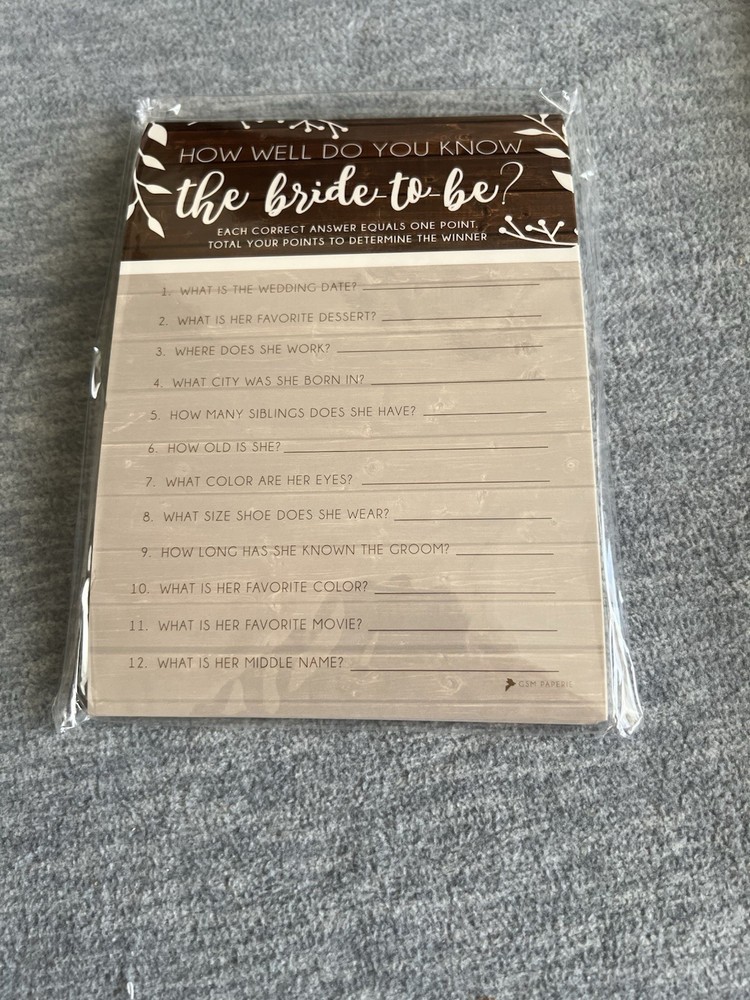 HOW WELL DO YOU KNOW
the bride-to-be?
EACH CORRECT ANSWER EQUALS ONE POINT.
TOTAL YOUR POINTS TO DETERMINE THE WINNER
1. WHAT IS THE WEDDING DATE?
2. WHAT IS HER FAVORITE DESSERT?
3. WHERE DOES SHE WORK?
4. WHAT CITY WAS SHE BORN IN?
5. HOW MANY SIBLINGS DOES SHE HAVE?
6. HOW OLD IS SHE?
7. WHAT COLOR ARE HER EYES?
8. WHAT SIZE SHOE DOES SHE WEAR?
9. HOW LONG HAS SHE KNOWN THE GROOM?
10. WHAT IS HER FAVORITE COLOR?
11. WHAT IS HER FAVORITE MOVIE?
12. WHAT IS HER MIDDLE NAME?